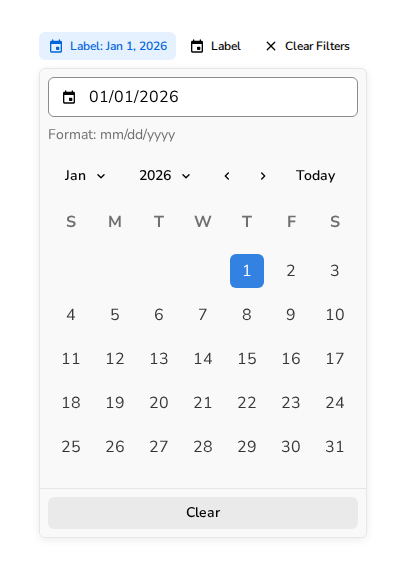 Label: Jan 1, 2026 Label Clear Filters
01/01/2026
Format: mm/dd/yyyy
Jan 2026 Today
S M T W T F S
1 2 3
4 5 6 7 8 9 10
11 12 13 14 15 16 17
18 19 20 21 22 23 24
25 26 27 28 29 30 31
Clear